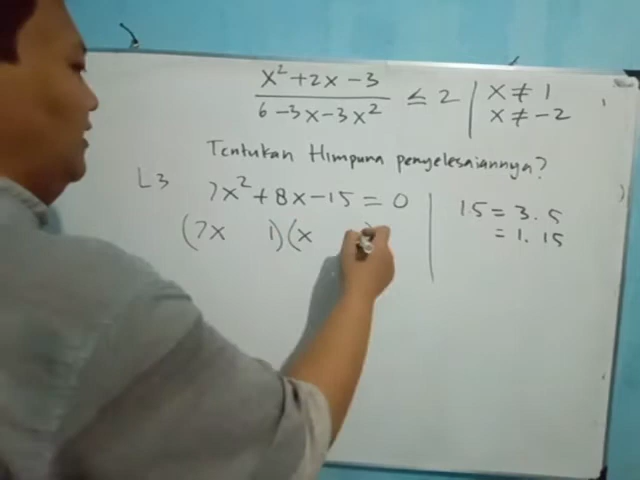 x² + 2x − 3
6 − 3x − 3x² ≤ 2 | x ≠ 1
x ≠ −2
Tentukan Himpuna penyelesaiannya?
L3
7x² + 8x − 15 = 0
(7x 1)(x
15 = 3 . 5
= 1 . 15